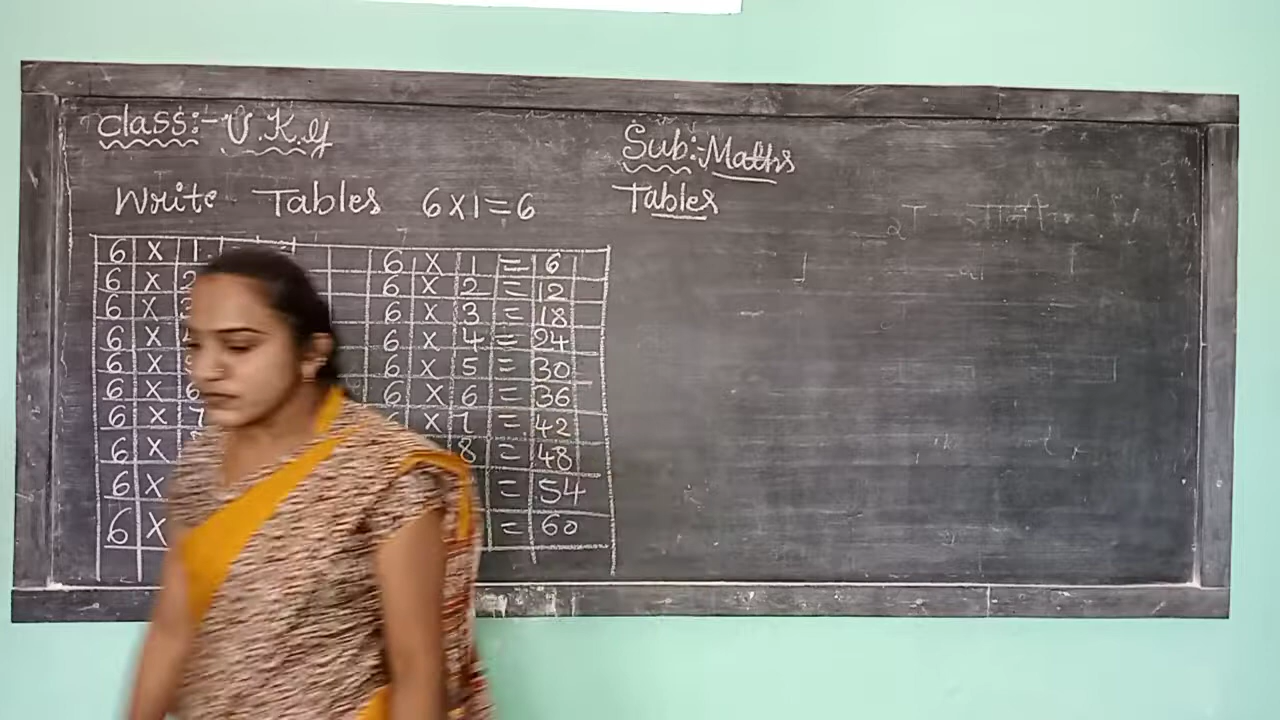 class:- U.K.g
Sub:- Maths
Write Tables 6x1=6
Tables
6 x 1 = 6 x 1 = 6
6 x 2 6 x 2 = 12
6 x 3 6 x 3 = 18
6 x 6 x 4 = 24
6 x 6 x 5 = 30
6 x 6 6 x 6 = 36
6 x 7 x 7 = 42
6 x 8 = 48
6 x = 54
6 x = 60